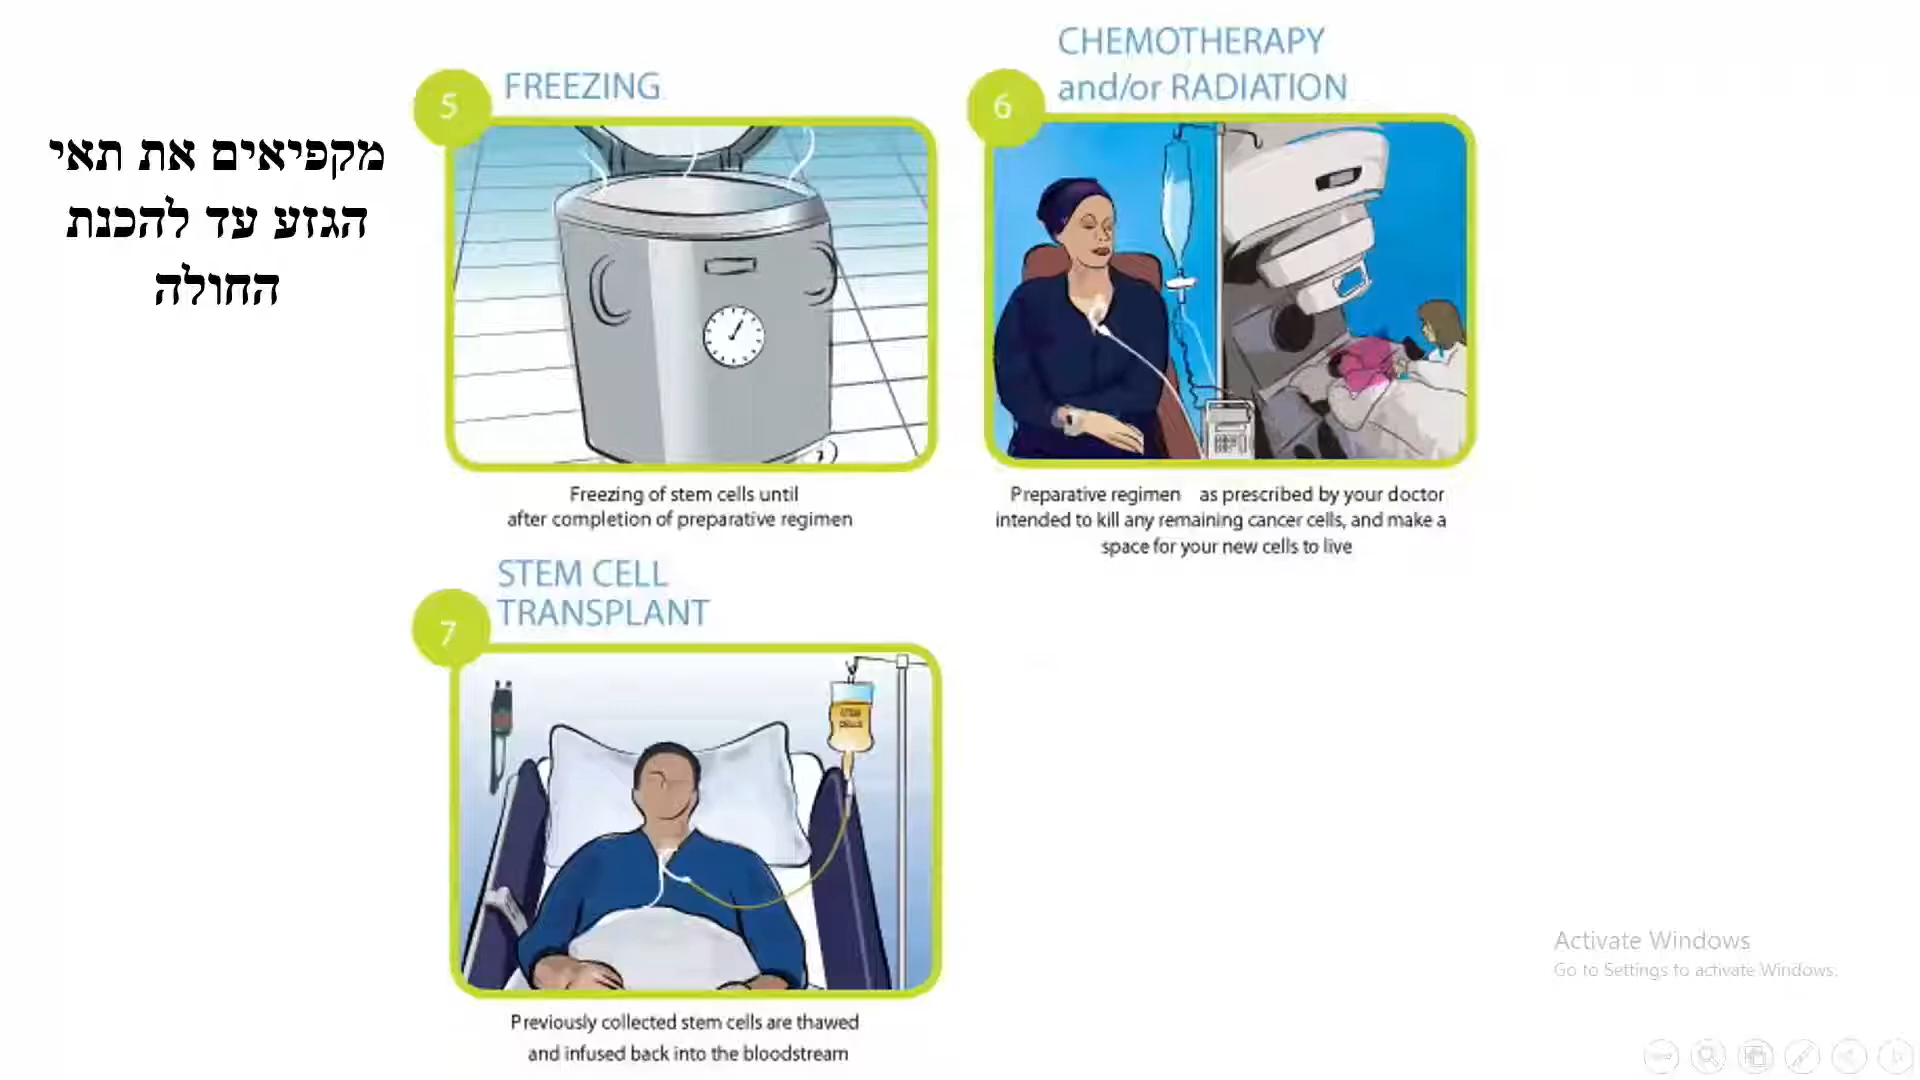 מקפיאים את תאי
הגזע עד להכנת
החולה
5
FREEZING
Freezing of stem cells until
after completion of preparative regimen
6
CHEMOTHERAPY
and/or RADIATION
Preparative regimen as prescribed by your doctor
intended to kill any remaining cancer cells, and make a
space for your new cells to live
7
STEM CELL
TRANSPLANT
STEM
CELLS
Previously collected stem cells are thawed
and infused back into the bloodstream
Activate Windows
Go to Settings to activate Windows.